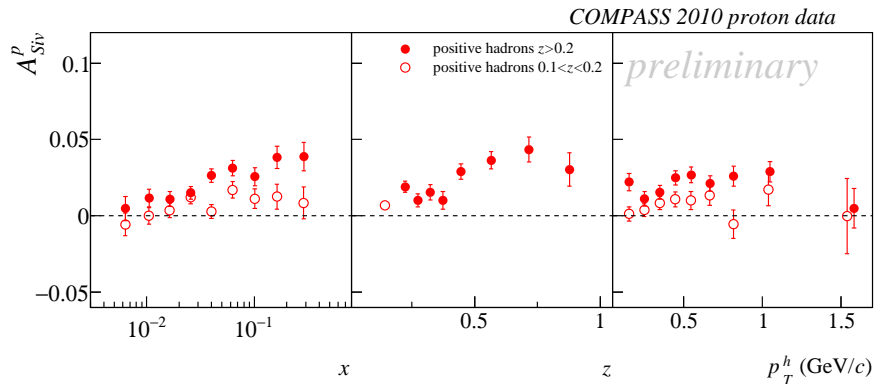 COMPASS 2010 proton data
A^p_Siv
positive hadrons z>0.2
positive hadrons 0.1<z<0.2
preliminary
0.1
0.05
0
−0.05
10^−2 10^−1 0.5 1 0.5 1 1.5
x z p_T^h (GeV/c)